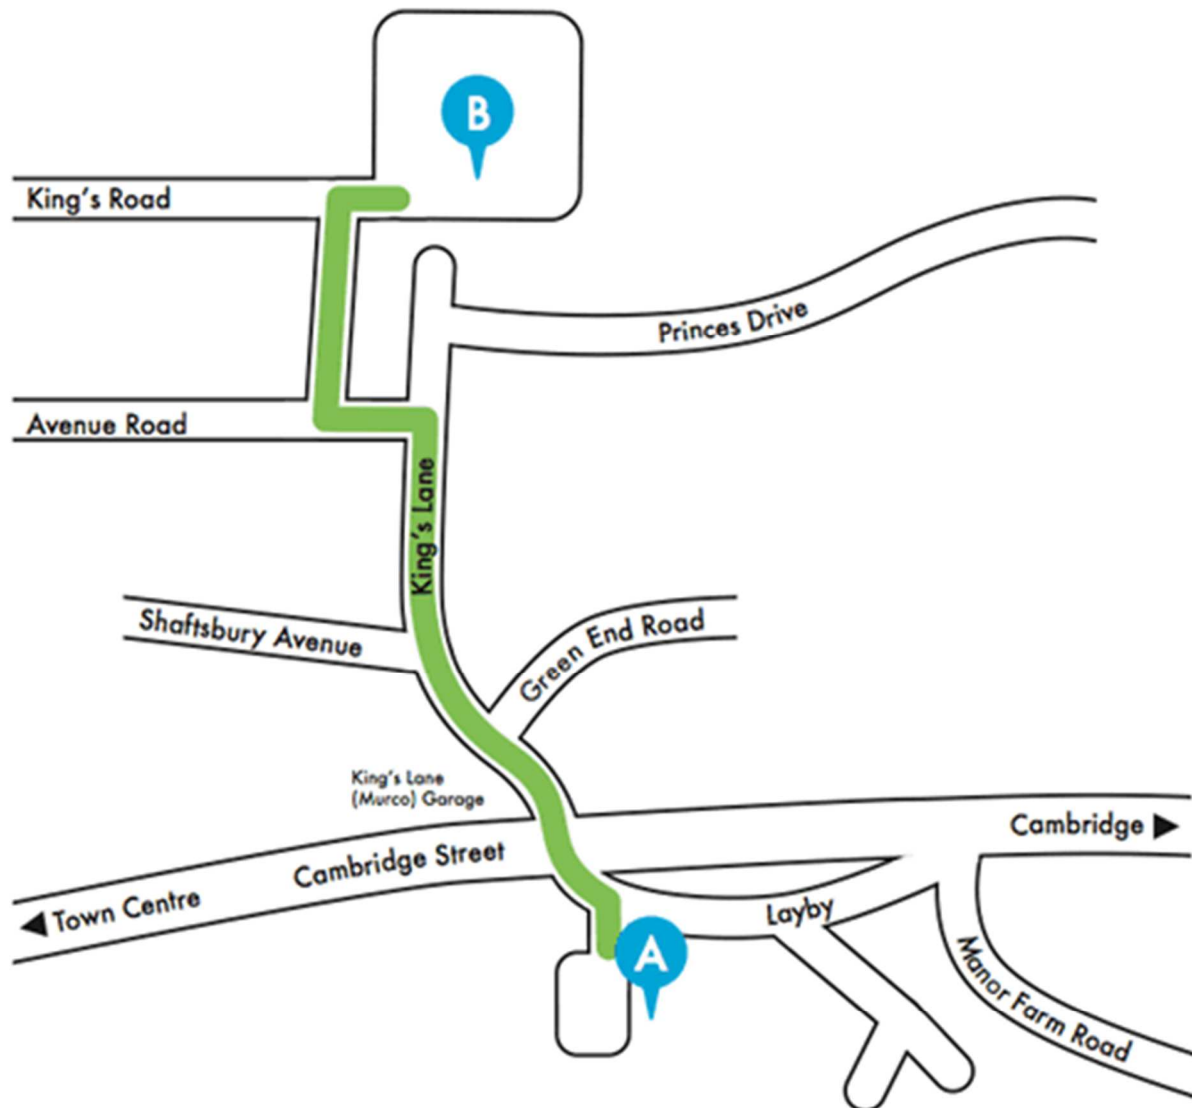 B
King's Road
Princes Drive
Avenue Road
King's Lane
Shaftsbury Avenue
Green End Road
King's Lane
(Murco) Garage
Cambridge
Cambridge Street
Town Centre
Layby
A
Manor Farm Road